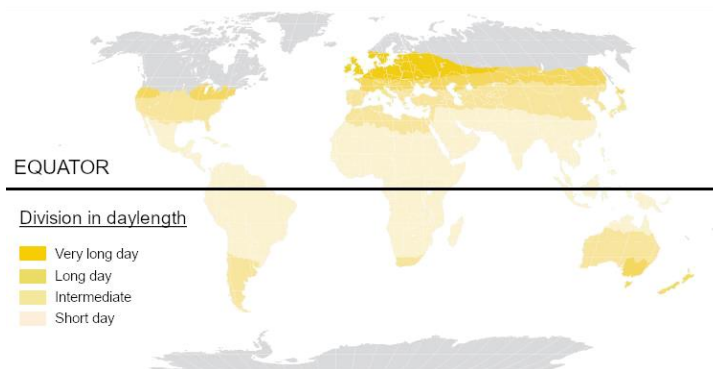 EQUATOR
Division in daylength
Very long day
Long day
Intermediate
Short day